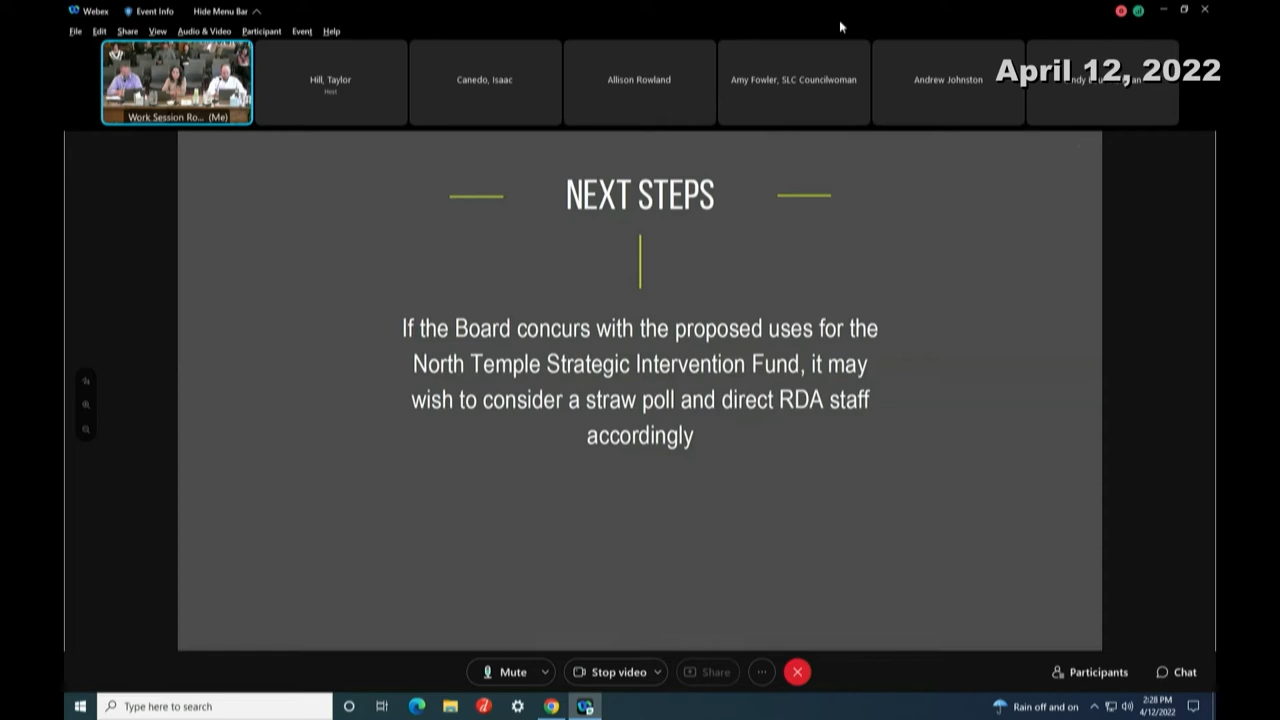 Webex Event Info Hide Menu Bar
File Edit Share View Audio & Video Participant Event Help
Work Session Ro... (Me)
Hill, Taylor
Host
Canedo, Isaac
Allison Rowland
Amy Fowler, SLC Councilwoman
Andrew Johnston
April 12, 2022
NEXT STEPS
If the Board concurs with the proposed uses for the
North Temple Strategic Intervention Fund, it may
wish to consider a straw poll and direct RDA staff
accordingly
Mute Stop video Share Participants Chat
Type here to search
Rain off and on
2:28 PM
4/12/2022